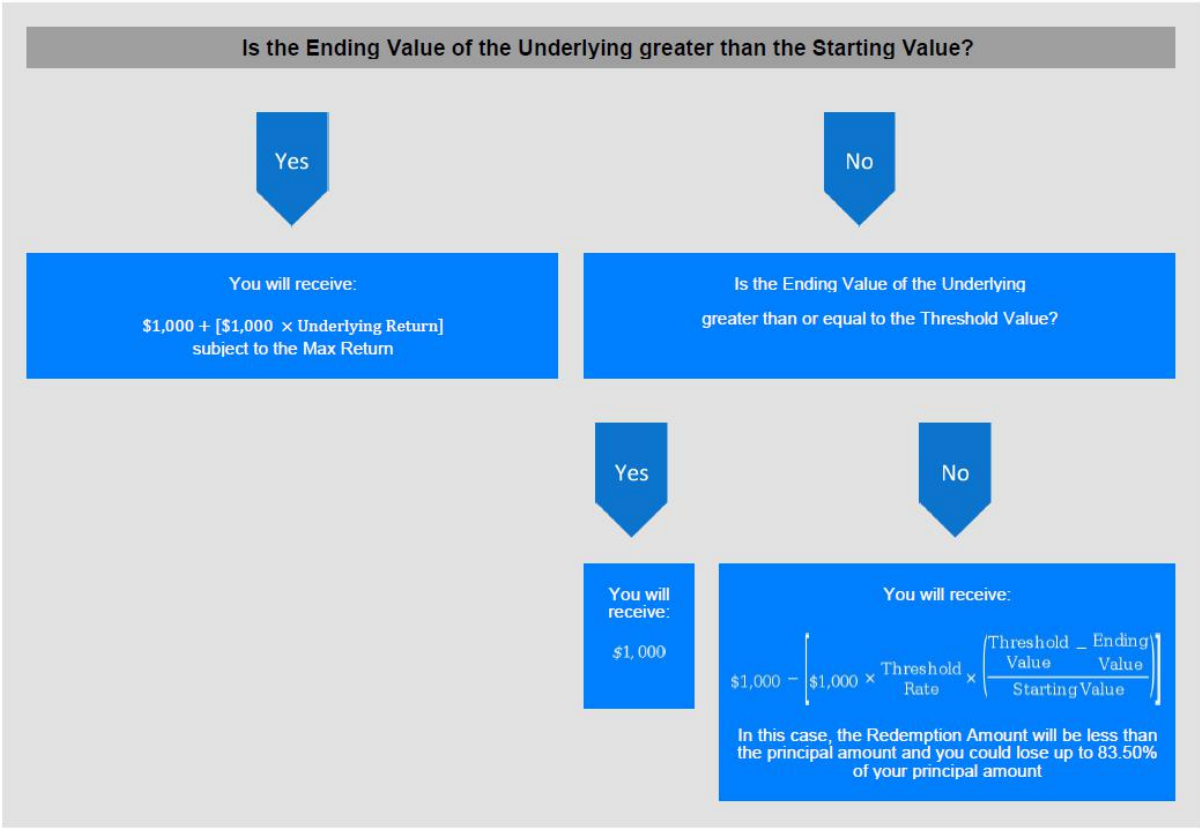 Is the Ending Value of the Underlying greater than the Starting Value?
Yes
No
You will receive:
$1,000 + [$1,000 × Underlying Return]
subject to the Max Return
Is the Ending Value of the Underlying
greater than or equal to the Threshold Value?
Yes
No
You will
receive:
$1,000
You will receive:
$1,000 − [$1,000 × Threshold Rate × (Threshold Value − Ending Value / Starting Value)]
In this case, the Redemption Amount will be less than
the principal amount and you could lose up to 83.50%
of your principal amount